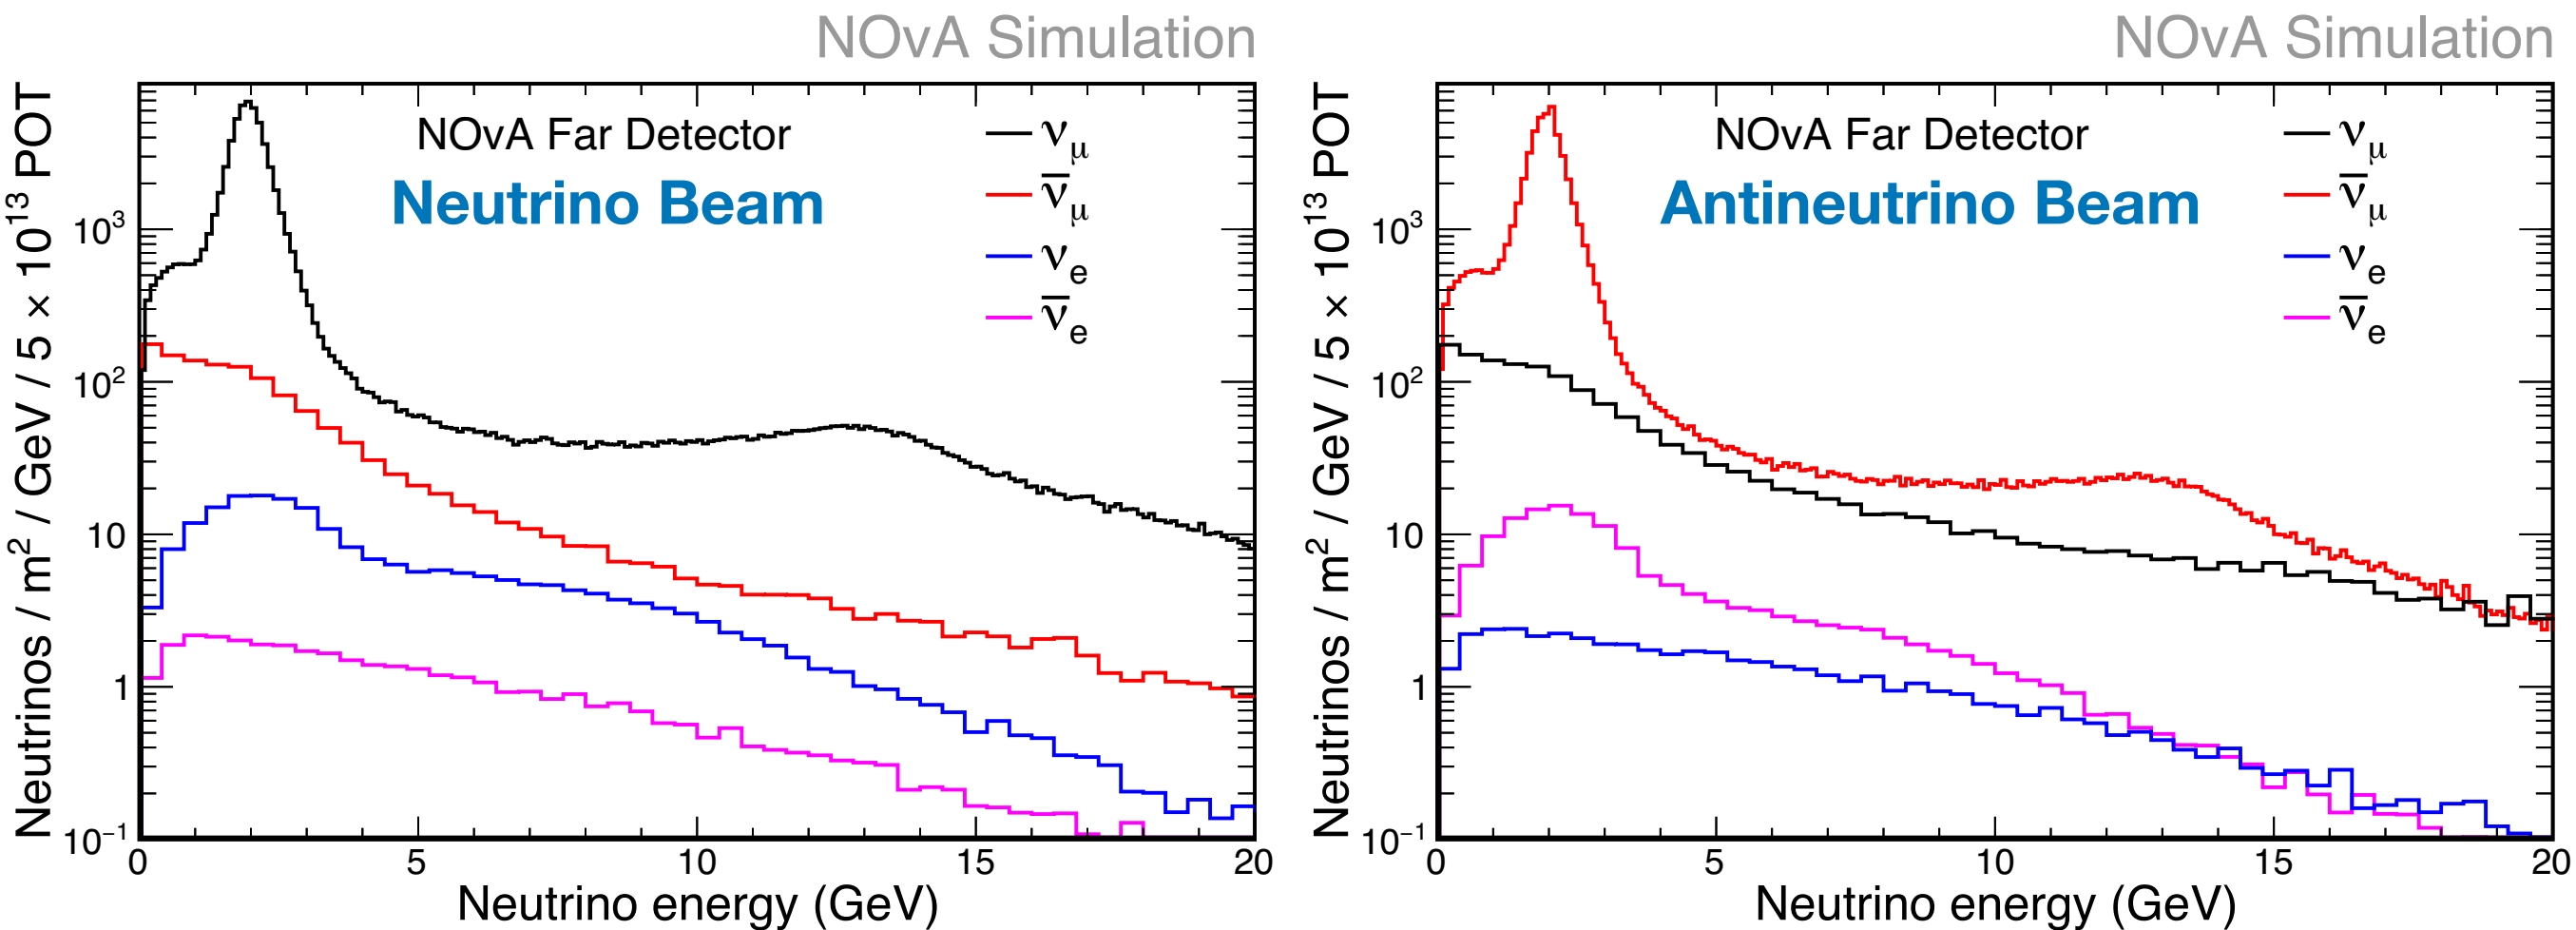 NOvA Simulation
NOvA Far Detector
Neutrino Beam
ν_μ
ν̅_μ
ν_e
ν̅_e
Neutrinos / m² / GeV / 5 × 10¹³ POT
10³
10²
10
1
10⁻¹
0 5 10 15 20
Neutrino energy (GeV)
NOvA Simulation
NOvA Far Detector
Antineutrino Beam
ν_μ
ν̅_μ
ν_e
ν̅_e
Neutrinos / m² / GeV / 5 × 10¹³ POT
10³
10²
10
1
10⁻¹
0 5 10 15 20
Neutrino energy (GeV)